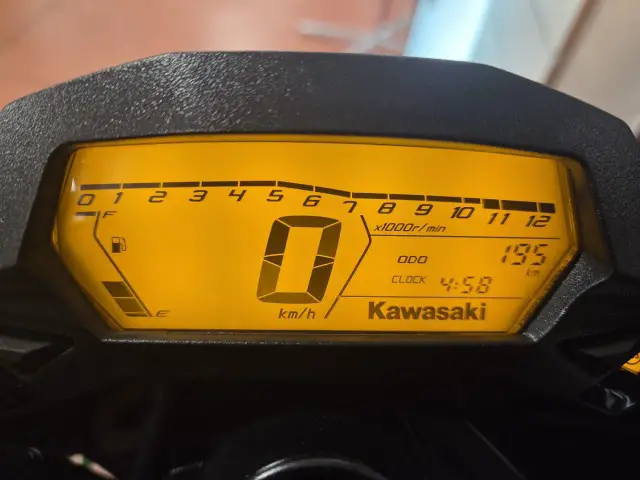 0 1 2 3 4 5 6 7 8 9 10 11 12
x1000r/min
F
0
km/h
E
ODO 195
km
CLOCK 4:58
Kawasaki